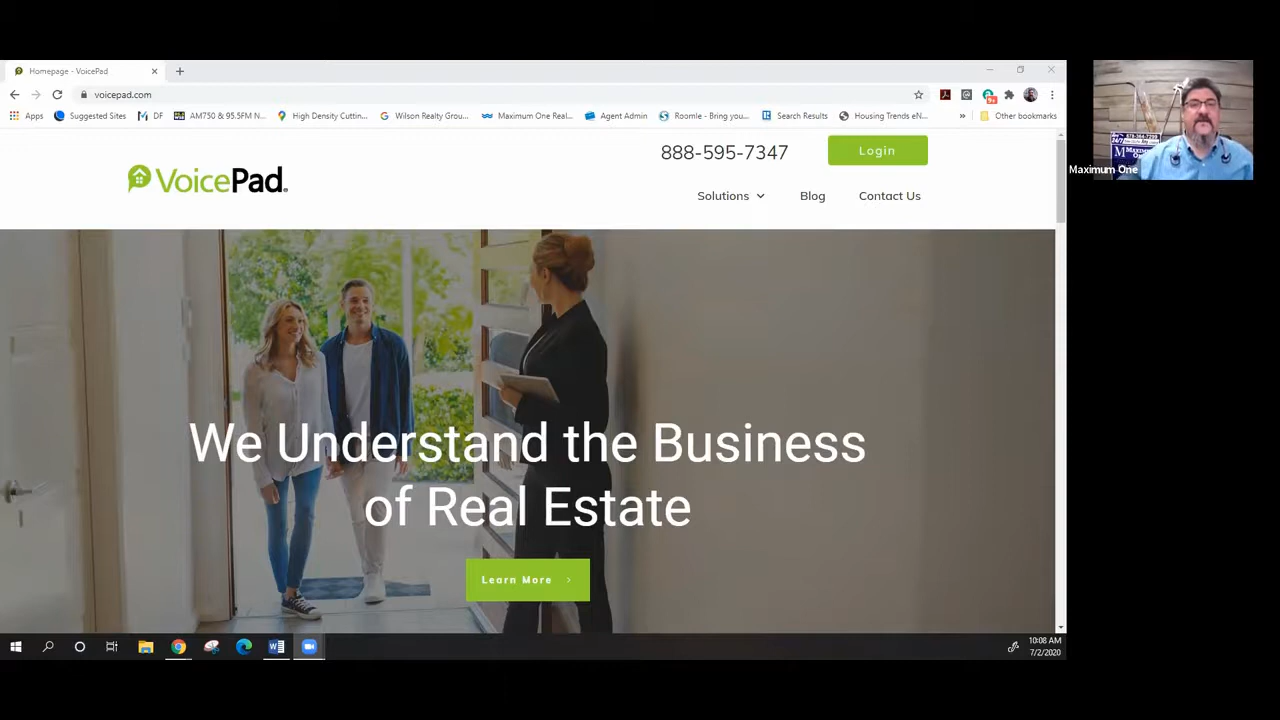 Homepage - VoicePad
voicepad.com
Apps
Suggested Sites
DF
AM750 & 95.5FM N...
High Density Cuttin...
Wilson Realty Grou...
Maximum One Real...
Agent Admin
Roomle - Bring you...
Search Results
Housing Trends eN...
»
Other bookmarks
888-595-7347
Login
VoicePad
Solutions
Blog
Contact Us
We Understand the Business
of Real Estate
Learn More >
10:08 AM
7/2/2020
Maximum One